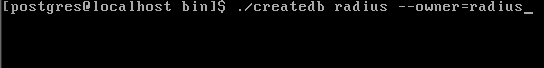 [postgres@localhost bin]$ ./createdb radius --owner=radius_